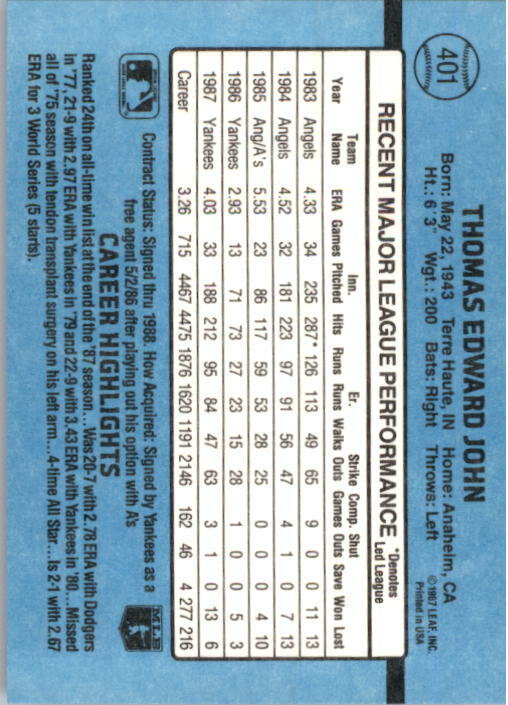 401
THOMAS EDWARD JOHN
©1987 LEAF, INC.
Printed in USA
Born: May 22, 1943 Terre Haute, IN Home: Anaheim, CA
Ht.: 6'3" Wgt.: 200 Bats: Right Throws: Left
RECENT MAJOR LEAGUE PERFORMANCE *Denotes Led League
Team Inn. Er. Strike Comp. Shut
Year Name ERA Games Pitched Hits Runs Runs Walks Outs Games Outs Save Won Lost
1983 Angels 4.33 34 235 287* 126 113 49 65 9 0 0 11 13
1984 Angels 4.52 32 181 223 97 91 56 47 4 1 0 7 13
1985 Ang/A's 5.53 23 86 117 59 53 28 25 0 0 0 4 10
1986 Yankees 2.93 13 71 73 27 23 15 28 1 0 0 5 3
1987 Yankees 4.03 33 188 212 95 84 47 63 3 1 0 13 6
Career 3.26 715 4467 4475 1876 1620 1191 2146 162 46 4 277 216
Contract Status: Signed thru 1988. How Acquired: Signed by Yankees as a
free agent 5/2/86 after playing out his option with A's
MLB
CAREER HIGHLIGHTS
Ranked 24th on all-time win list at the end of the '87 season...Was 20-7 with 2.78 ERA with Dodgers
in '77, 21-9 with 2.97 ERA with Yankees in '79 and 22-9 with 3.43 ERA with Yankees in '80...Missed
all of '75 season with tendon transplant surgery on his left arm...4-time All Star...Is 2-1 with 2.67
ERA for 3 World Series (5 starts).